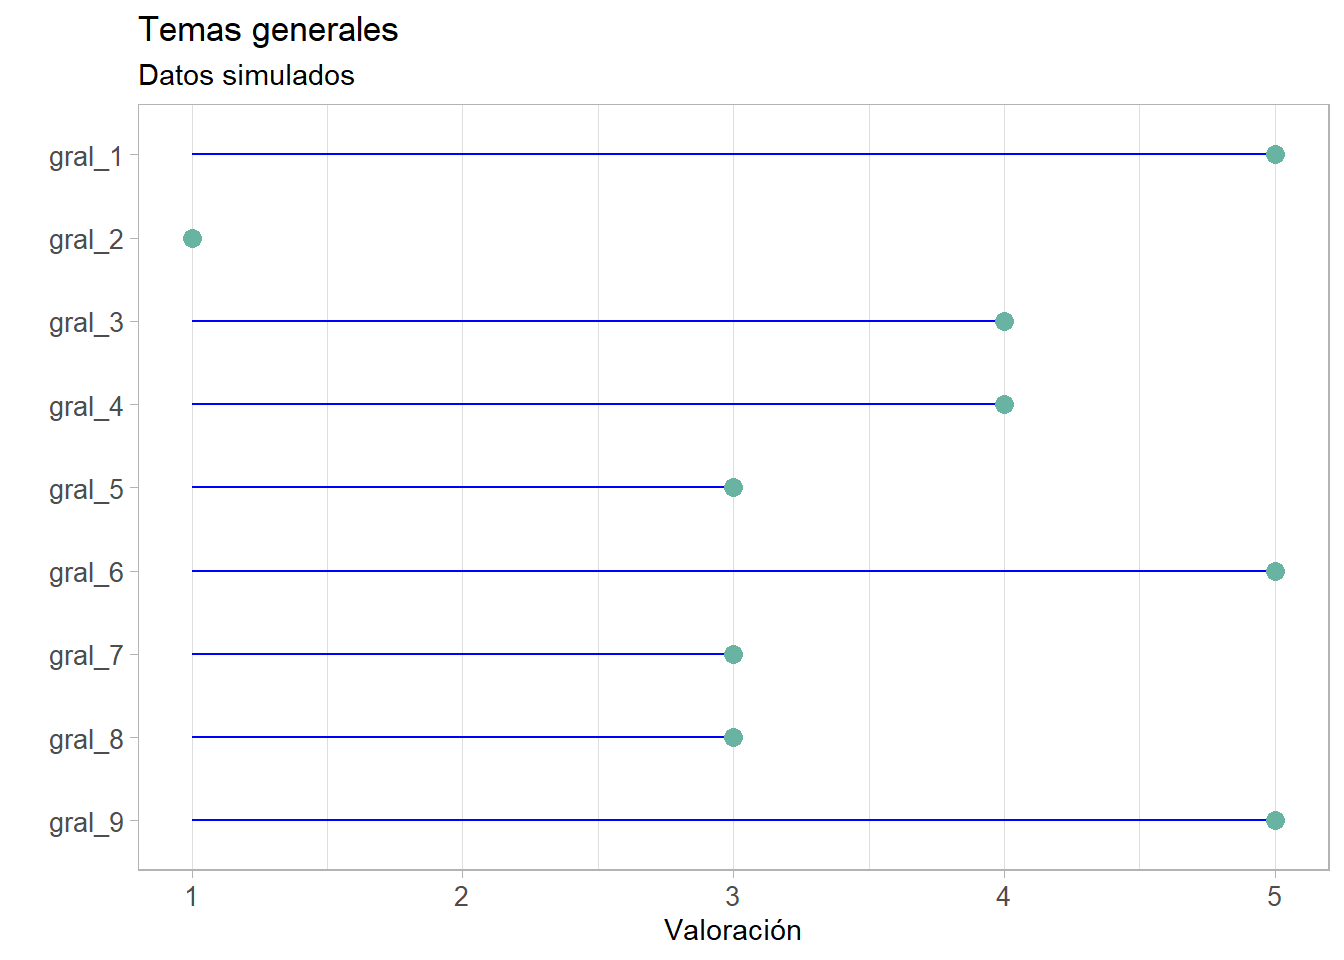 Temas generales
Datos simulados
gral_1
gral_2
gral_3
gral_4
gral_5
gral_6
gral_7
gral_8
gral_9
1 2 3 4 5
Valoración